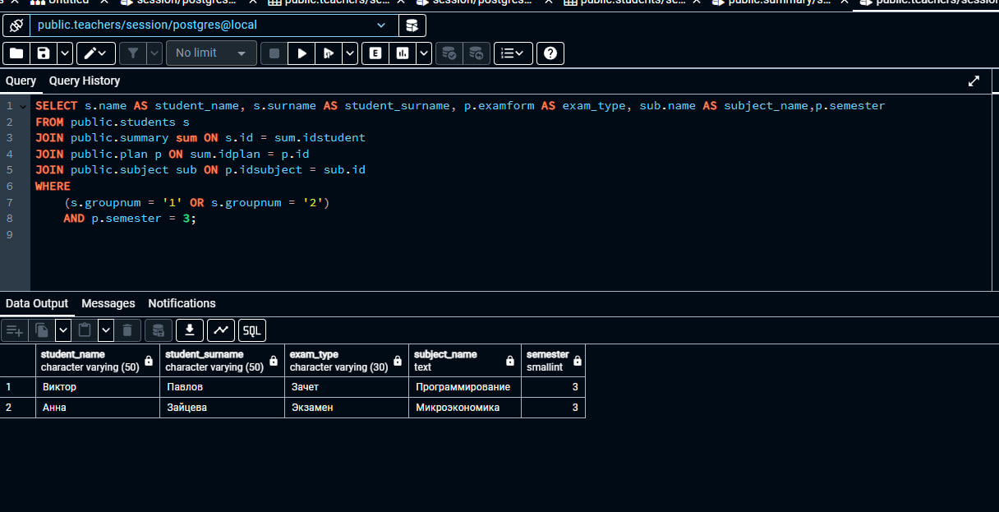 Untitled
session/postgres...
public.teachers/se...
session/postgres...
public.students/se...
public.summary/s...
public.teachers/session
public.teachers/session/postgres@local
No limit
E
Query Query History
1 SELECT s.name AS student_name, s.surname AS student_surname, p.examform AS exam_type, sub.name AS subject_name,p.semester
2 FROM public.students s
3 JOIN public.summary sum ON s.id = sum.idstudent
4 JOIN public.plan p ON sum.idplan = p.id
5 JOIN public.subject sub ON p.idsubject = sub.id
6 WHERE
7 (s.groupnum = '1' OR s.groupnum = '2')
8 AND p.semester = 3;
9
Data Output Messages Notifications
SQL
student_name student_surname exam_type subject_name semester
character varying (50) character varying (50) character varying (30) text smallint
1 Виктор Павлов Зачет Программирование 3
2 Анна Зайцева Экзамен Микроэкономика 3